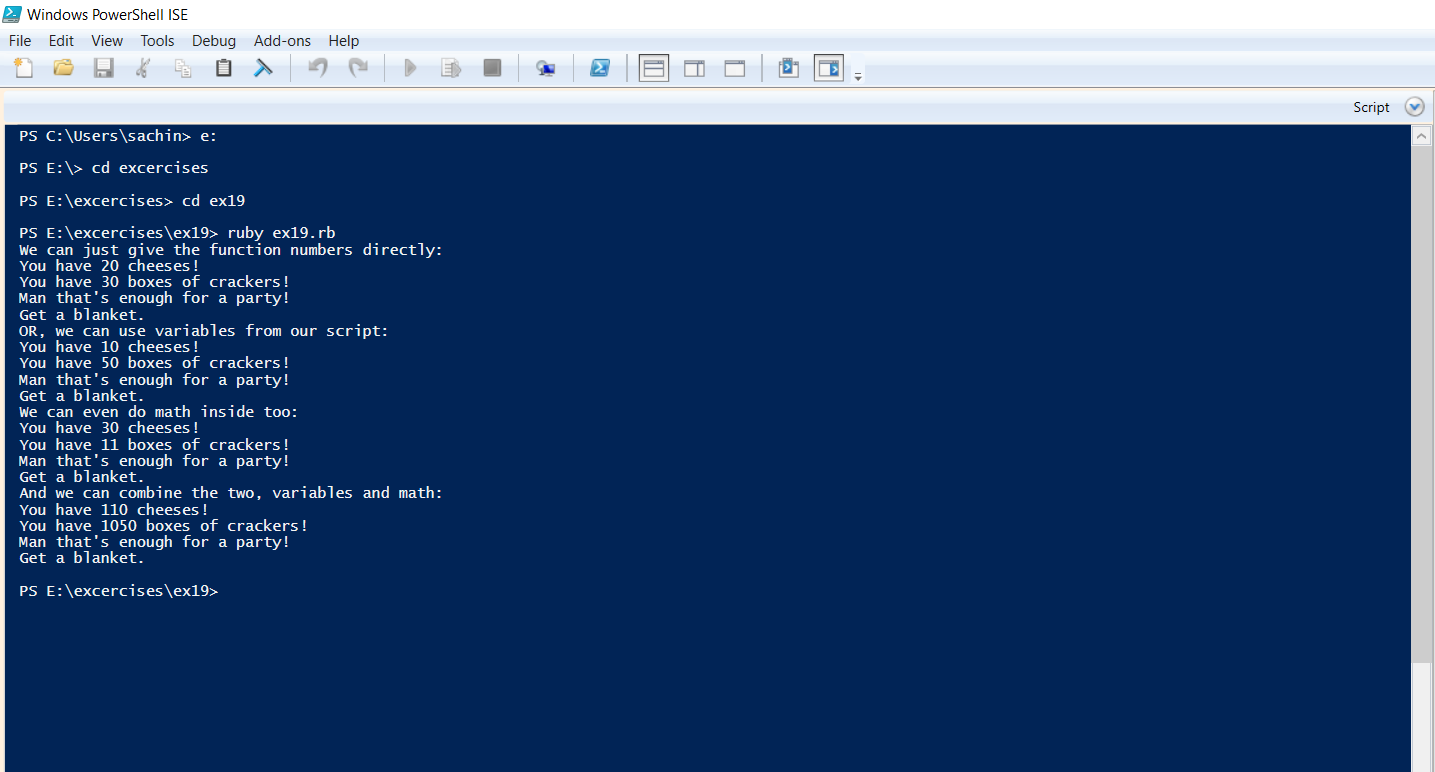 Windows PowerShell ISE
File Edit View Tools Debug Add-ons Help
Script
PS C:\Users\sachin> e:
PS E:\> cd excercises
PS E:\excercises> cd ex19
PS E:\excercises\ex19> ruby ex19.rb
We can just give the function numbers directly:
You have 20 cheeses!
You have 30 boxes of crackers!
Man that's enough for a party!
Get a blanket.
OR, we can use variables from our script:
You have 10 cheeses!
You have 50 boxes of crackers!
Man that's enough for a party!
Get a blanket.
We can even do math inside too:
You have 30 cheeses!
You have 11 boxes of crackers!
Man that's enough for a party!
Get a blanket.
And we can combine the two, variables and math:
You have 110 cheeses!
You have 1050 boxes of crackers!
Man that's enough for a party!
Get a blanket.
PS E:\excercises\ex19>